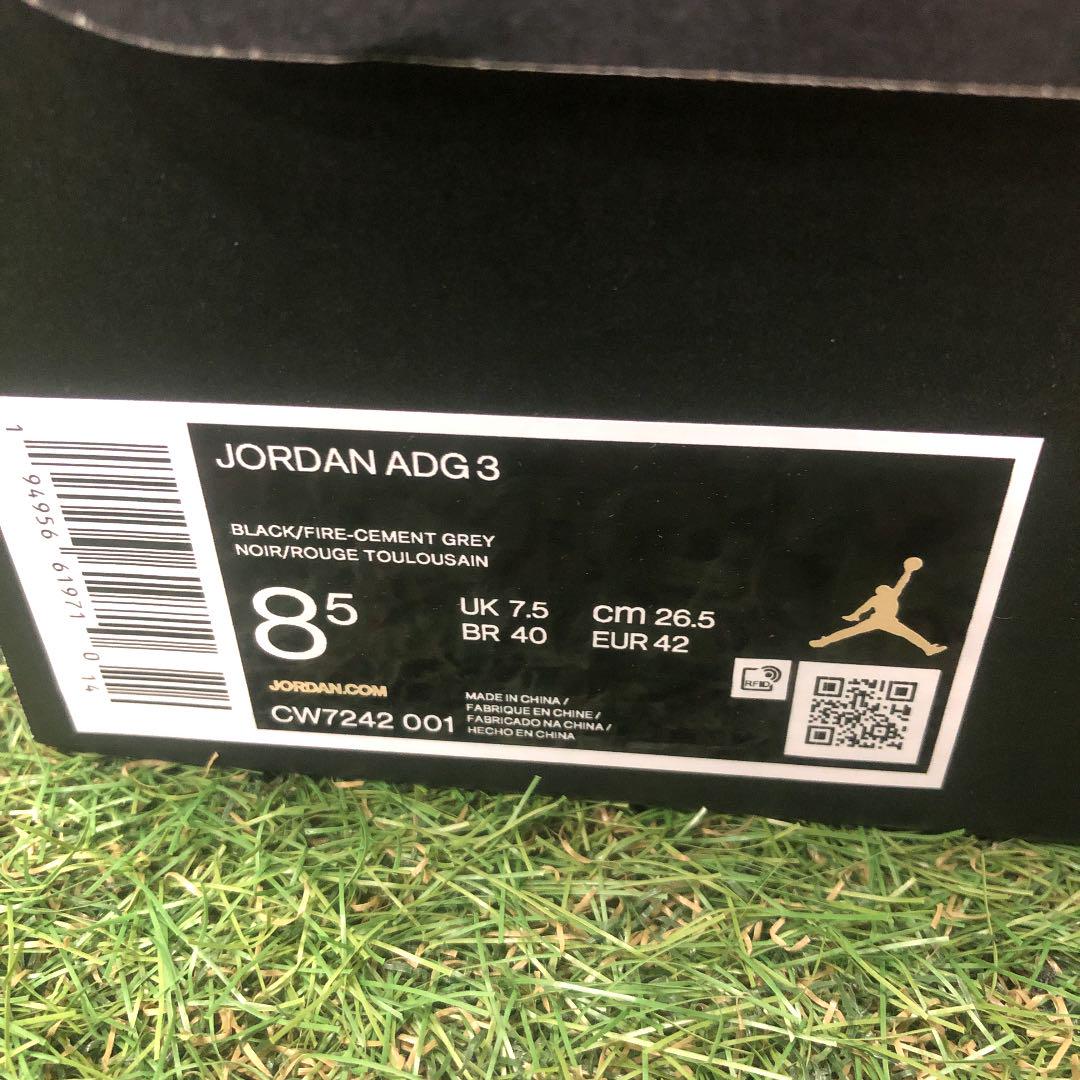 JORDAN ADG 3
BLACK/FIRE-CEMENT GREY
NOIR/ROUGE TOULOUSAIN
8 5
UK 7.5
BR 40
cm 26.5
EUR 42
JORDAN.COM
CW7242 001
MADE IN CHINA /
FABRIQUE EN CHINE /
FABRICADO NA CHINA /
HECHO EN CHINA
RFID
1 94956 61971 0 14